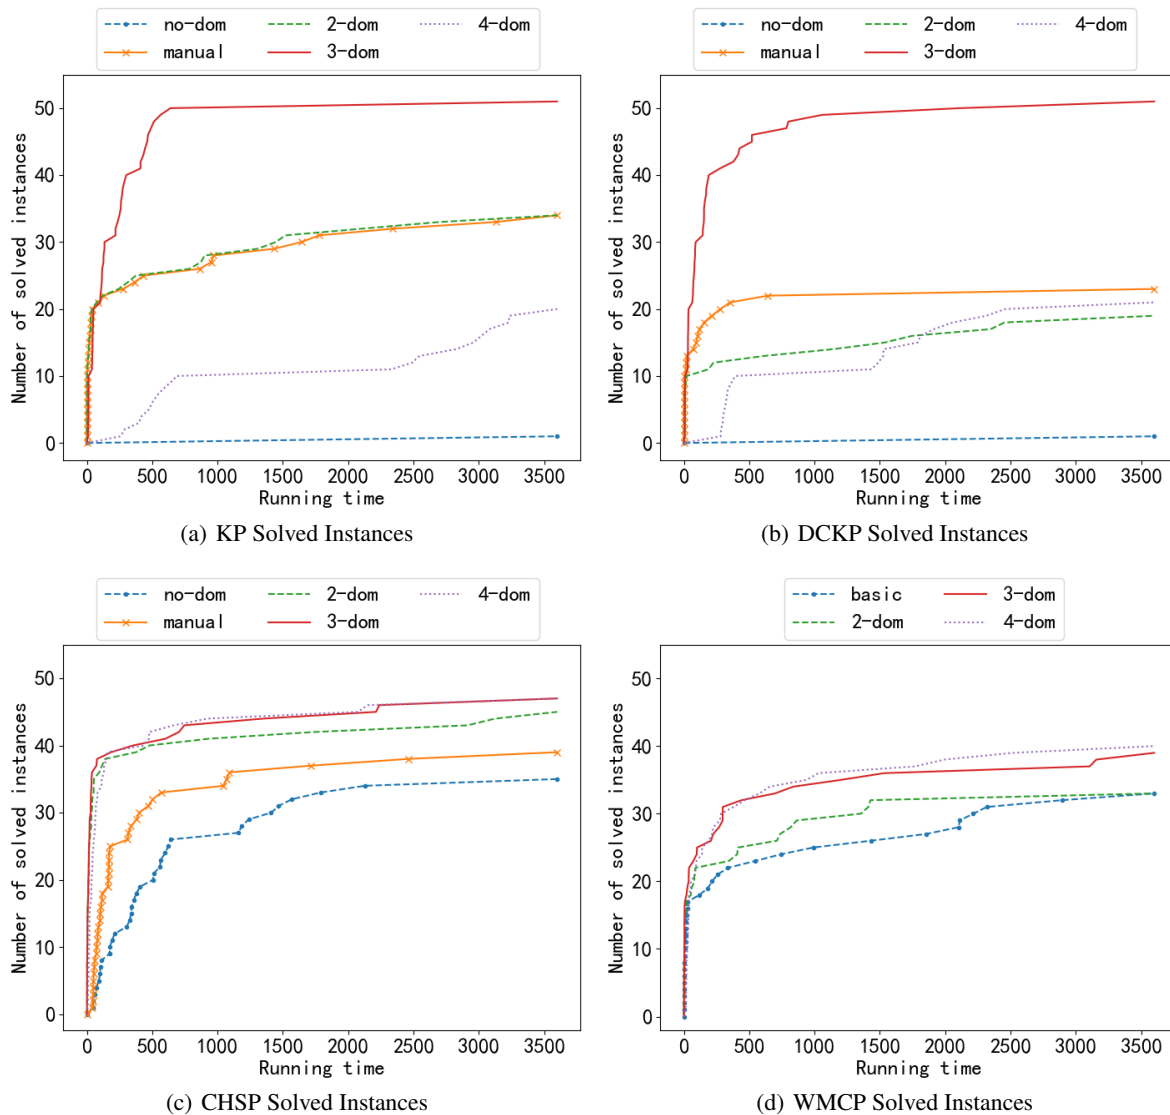 no-dom 2-dom 4-dom
manual 3-dom
Number of solved instances
50
40
30
20
10
0
0 500 1000 1500 2000 2500 3000 3500
Running time
(a) KP Solved Instances
no-dom 2-dom 4-dom
manual 3-dom
Number of solved instances
50
40
30
20
10
0
0 500 1000 1500 2000 2500 3000 3500
Running time
(b) DCKP Solved Instances
no-dom 2-dom 4-dom
manual 3-dom
Number of solved instances
50
40
30
20
10
0
0 500 1000 1500 2000 2500 3000 3500
Running time
(c) CHSP Solved Instances
basic 3-dom
2-dom 4-dom
Number of solved instances
50
40
30
20
10
0
0 500 1000 1500 2000 2500 3000 3500
Running time
(d) WMCP Solved Instances